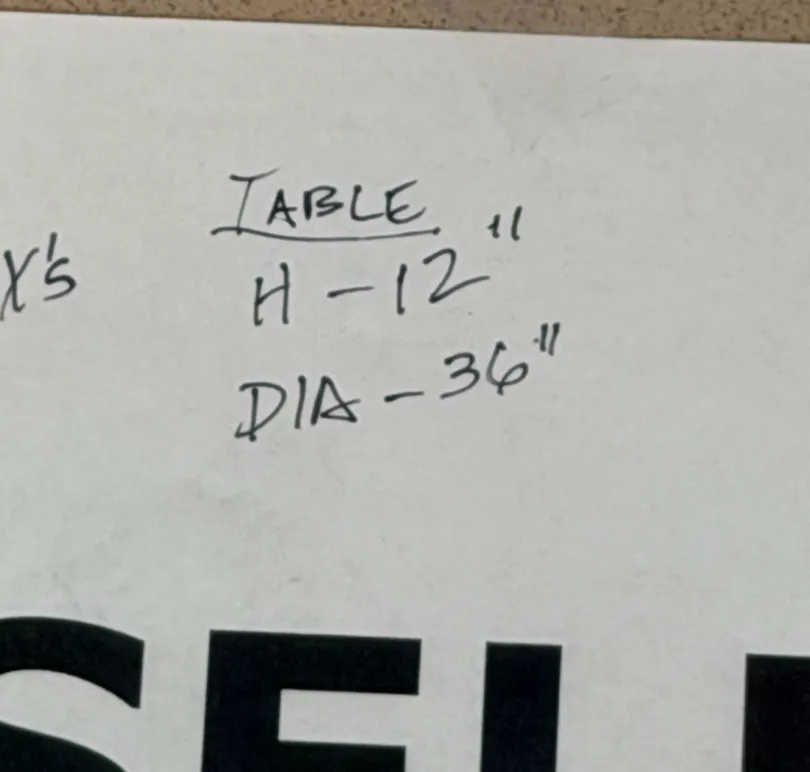 TABLE
X's
H - 12"
DIA - 36"